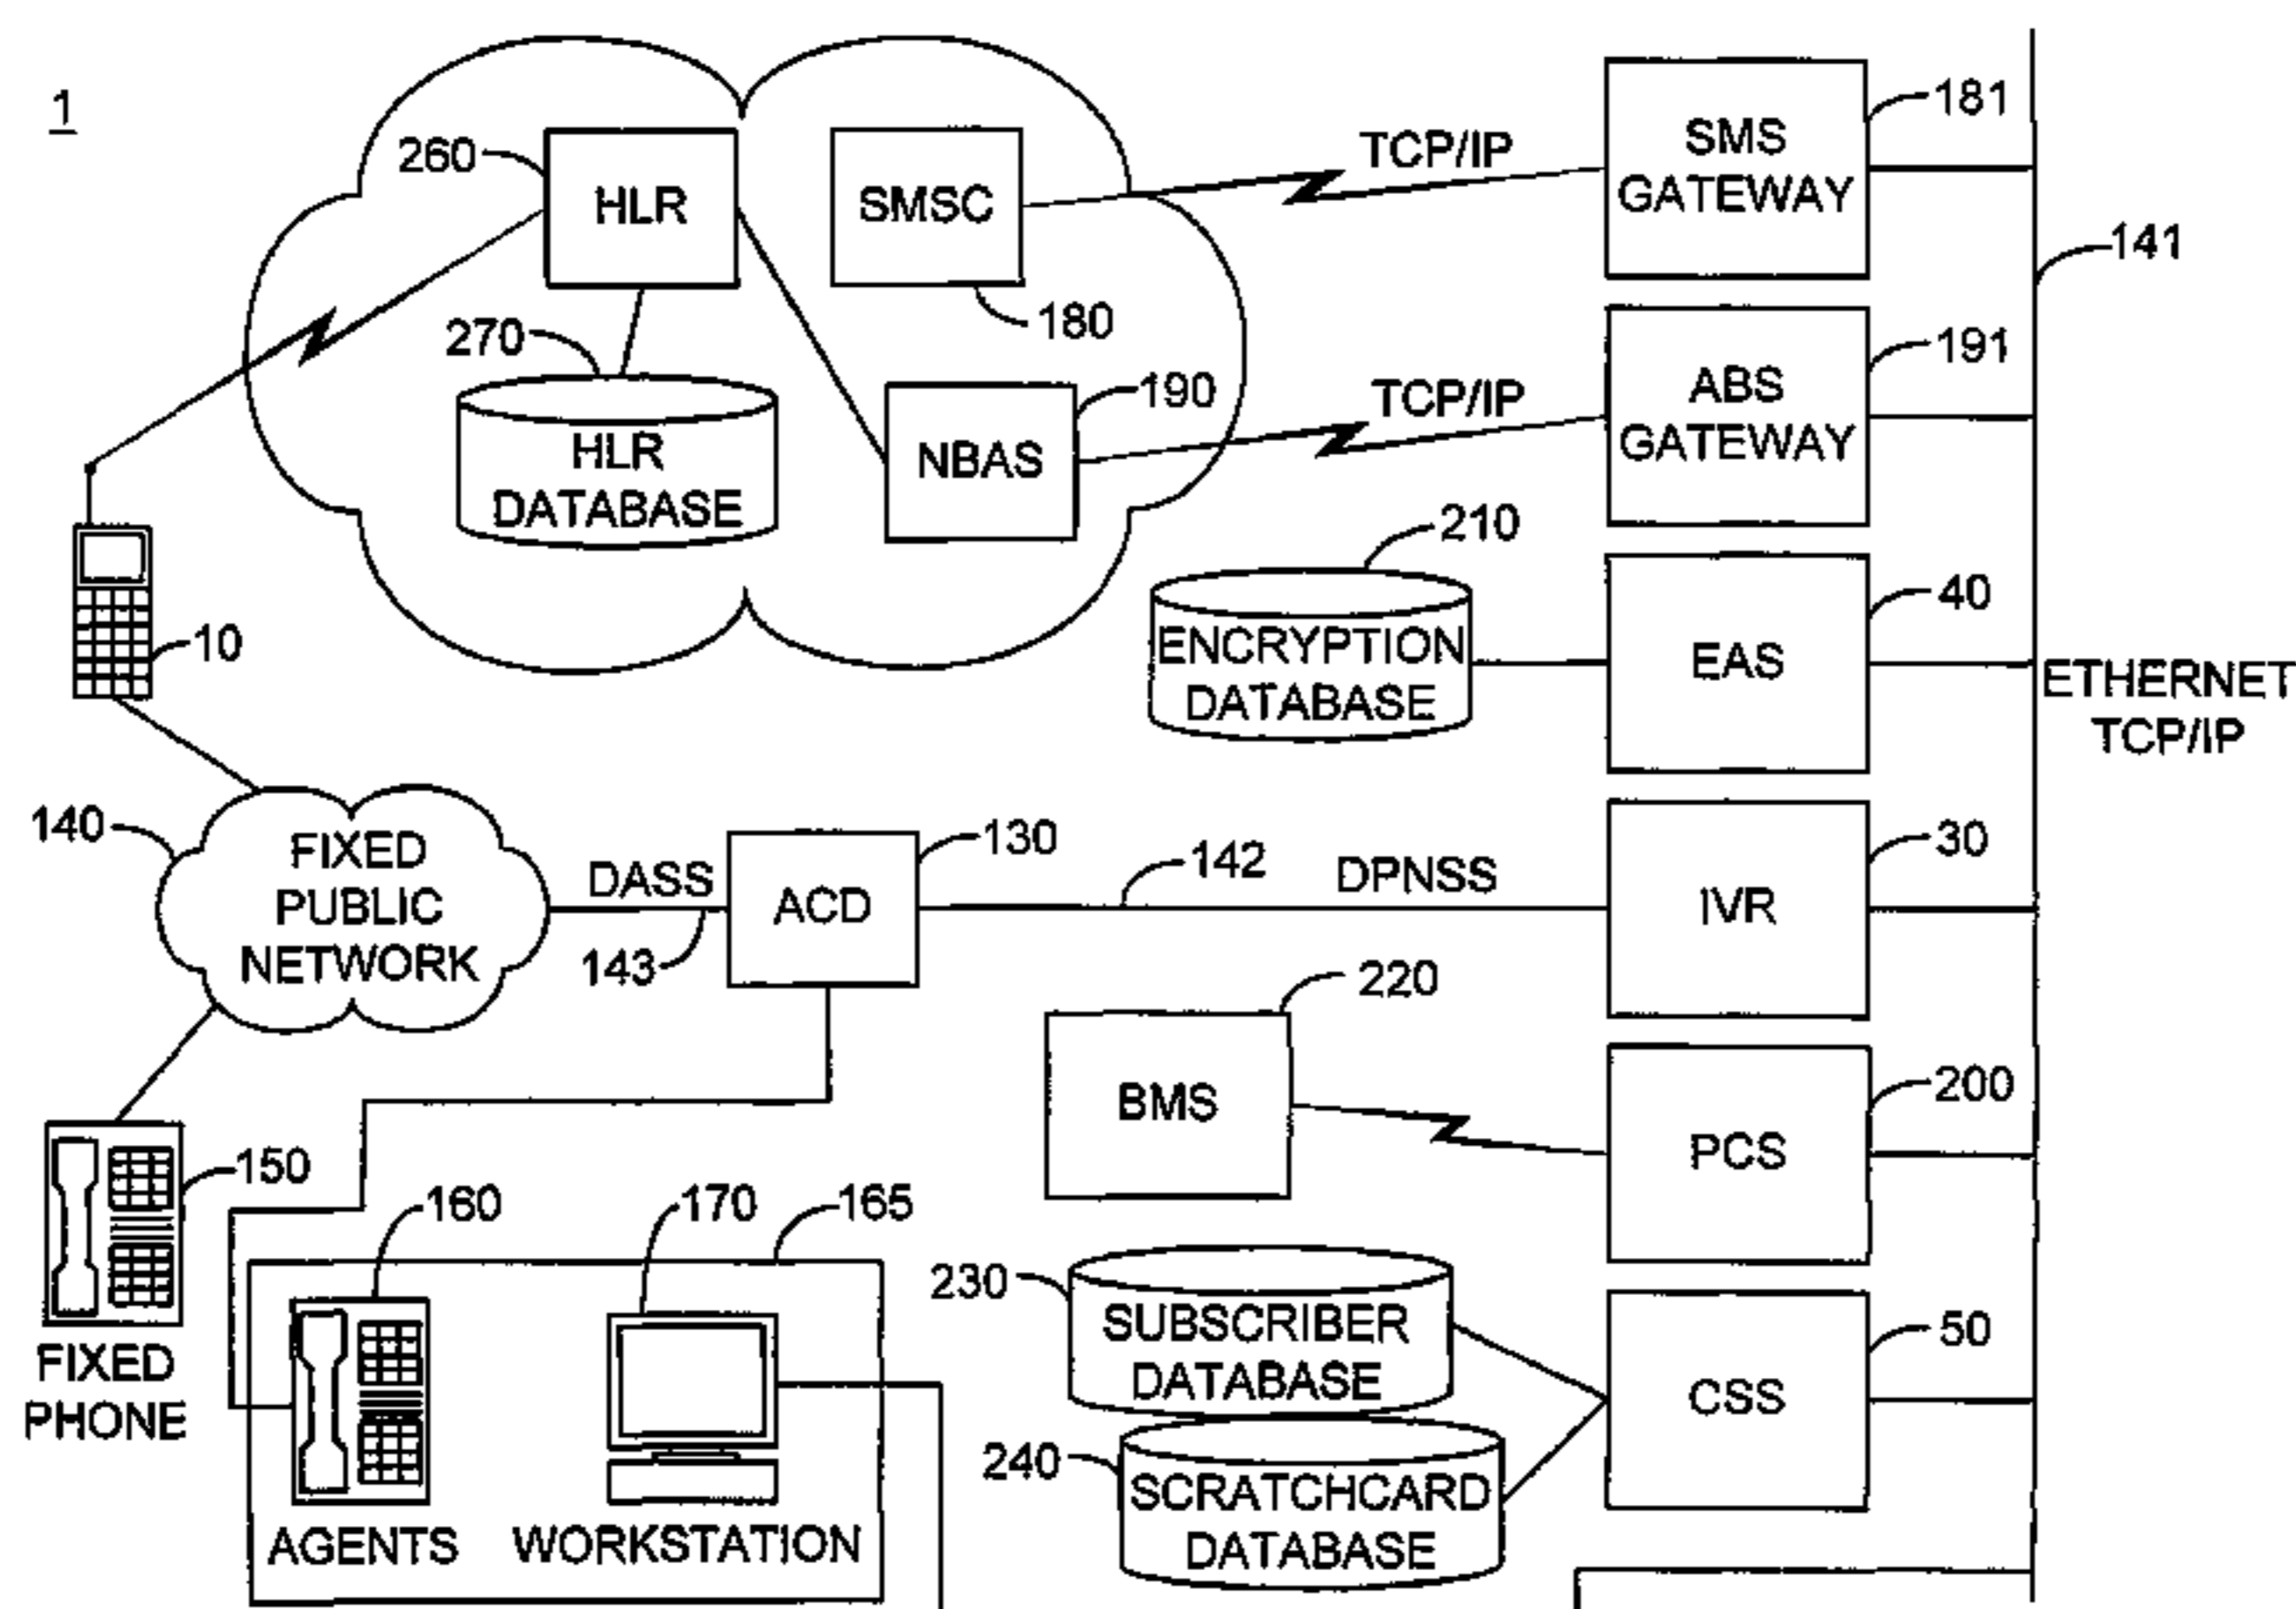 1
260
HLR
SMSC
180
270
HLR
DATABASE
NBAS
190
TCP/IP
SMS
GATEWAY
181
141
TCP/IP
ABS
GATEWAY
191
210
ENCRYPTION
DATABASE
EAS
40
ETHERNET
TCP/IP
10
140
FIXED
PUBLIC
NETWORK
DASS
143
ACD
130
142
DPNSS
IVR
30
220
BMS
PCS
200
150
FIXED
PHONE
160
170
165
AGENTS
WORKSTATION
230
SUBSCRIBER
DATABASE
240
SCRATCHCARD
DATABASE
CSS
50